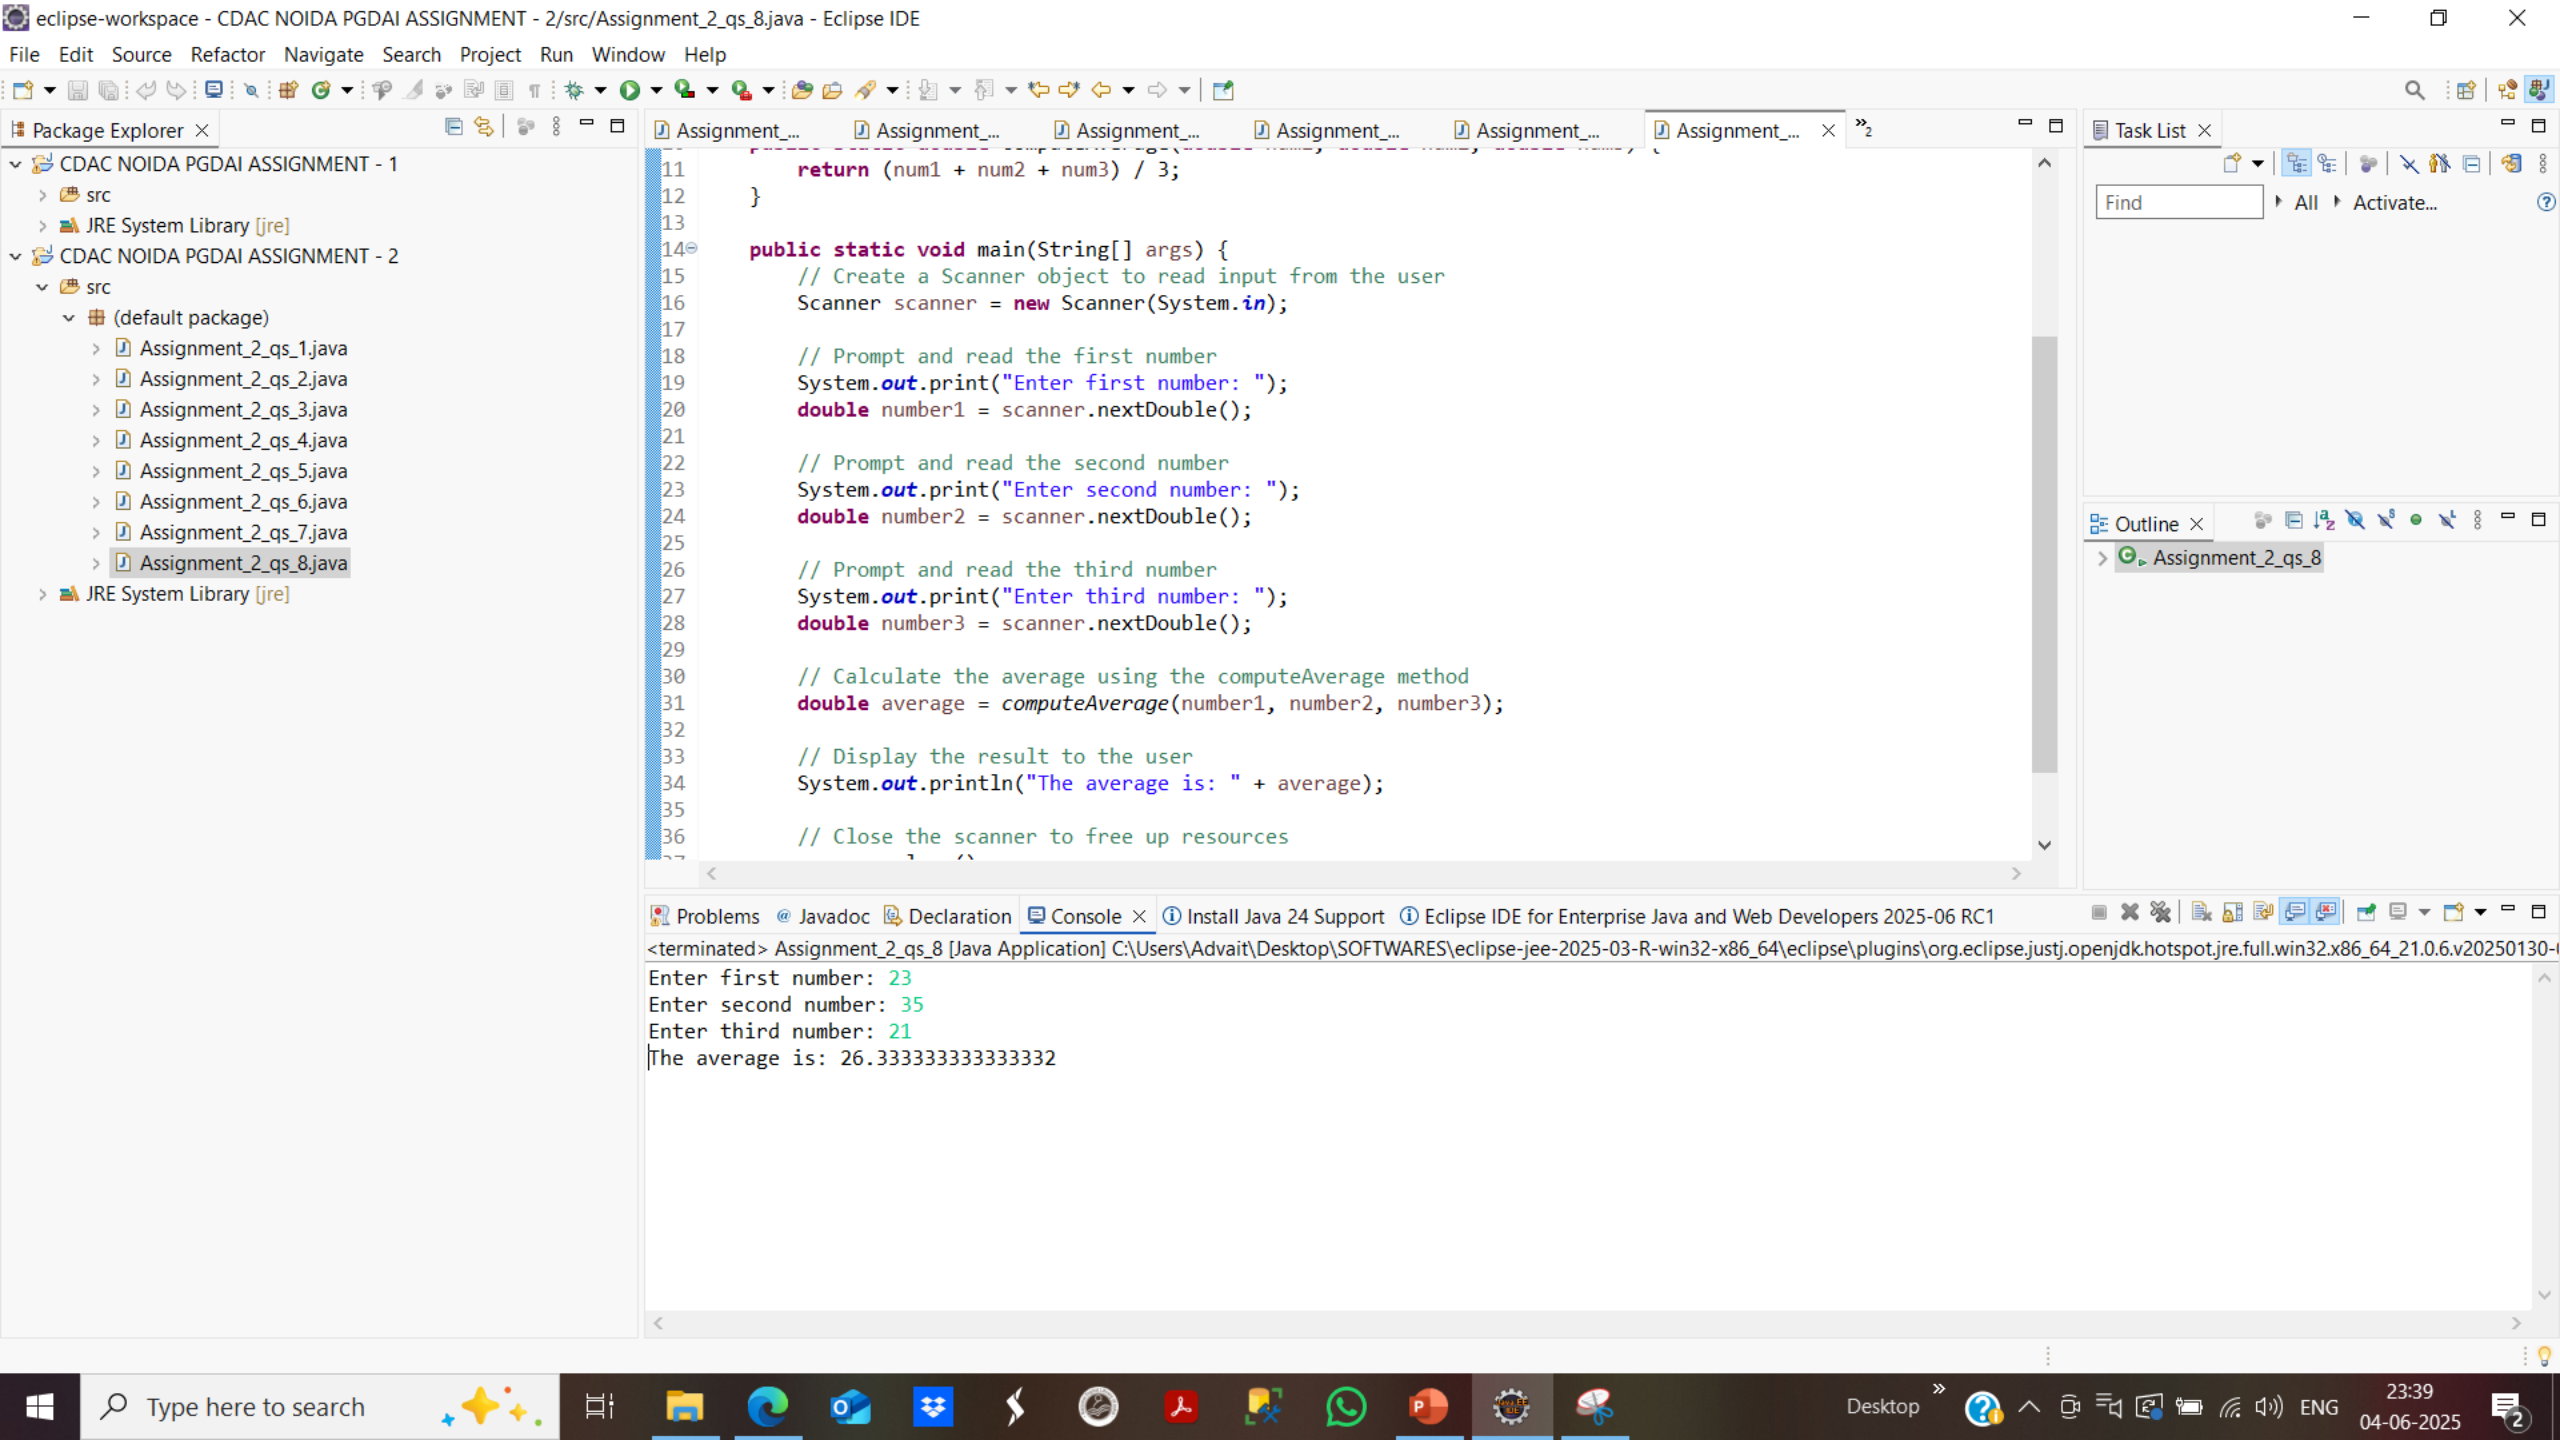 eclipse-workspace - CDAC NOIDA PGDAI ASSIGNMENT - 2/src/Assignment_2_qs_8.java - Eclipse IDE
File Edit Source Refactor Navigate Search Project Run Window Help
Package Explorer
CDAC NOIDA PGDAI ASSIGNMENT - 1
src
JRE System Library [jre]
CDAC NOIDA PGDAI ASSIGNMENT - 2
src
(default package)
Assignment_2_qs_1.java
Assignment_2_qs_2.java
Assignment_2_qs_3.java
Assignment_2_qs_4.java
Assignment_2_qs_5.java
Assignment_2_qs_6.java
Assignment_2_qs_7.java
Assignment_2_qs_8.java
JRE System Library [jre]
Assignment_... Assignment_... Assignment_... Assignment_... Assignment_... Assignment_... »2
11 return (num1 + num2 + num3) / 3;
12 }
13
14 public static void main(String[] args) {
15 // Create a Scanner object to read input from the user
16 Scanner scanner = new Scanner(System.in);
17
18 // Prompt and read the first number
19 System.out.print("Enter first number: ");
20 double number1 = scanner.nextDouble();
21
22 // Prompt and read the second number
23 System.out.print("Enter second number: ");
24 double number2 = scanner.nextDouble();
25
26 // Prompt and read the third number
27 System.out.print("Enter third number: ");
28 double number3 = scanner.nextDouble();
29
30 // Calculate the average using the computeAverage method
31 double average = computeAverage(number1, number2, number3);
32
33 // Display the result to the user
34 System.out.println("The average is: " + average);
35
36 // Close the scanner to free up resources
Task List
Find All Activate...
Outline
Assignment_2_qs_8
Problems @ Javadoc Declaration Console Install Java 24 Support Eclipse IDE for Enterprise Java and Web Developers 2025-06 RC1
<terminated> Assignment_2_qs_8 [Java Application] C:\Users\Advait\Desktop\SOFTWARES\eclipse-jee-2025-03-R-win32-x86_64\eclipse\plugins\org.eclipse.justj.openjdk.hotspot.jre.full.win32.x86_64_21.0.6.v20250130-
Enter first number: 23
Enter second number: 35
Enter third number: 21
The average is: 26.333333333333332
Type here to search
Desktop » ENG
23:39
04-06-2025
2